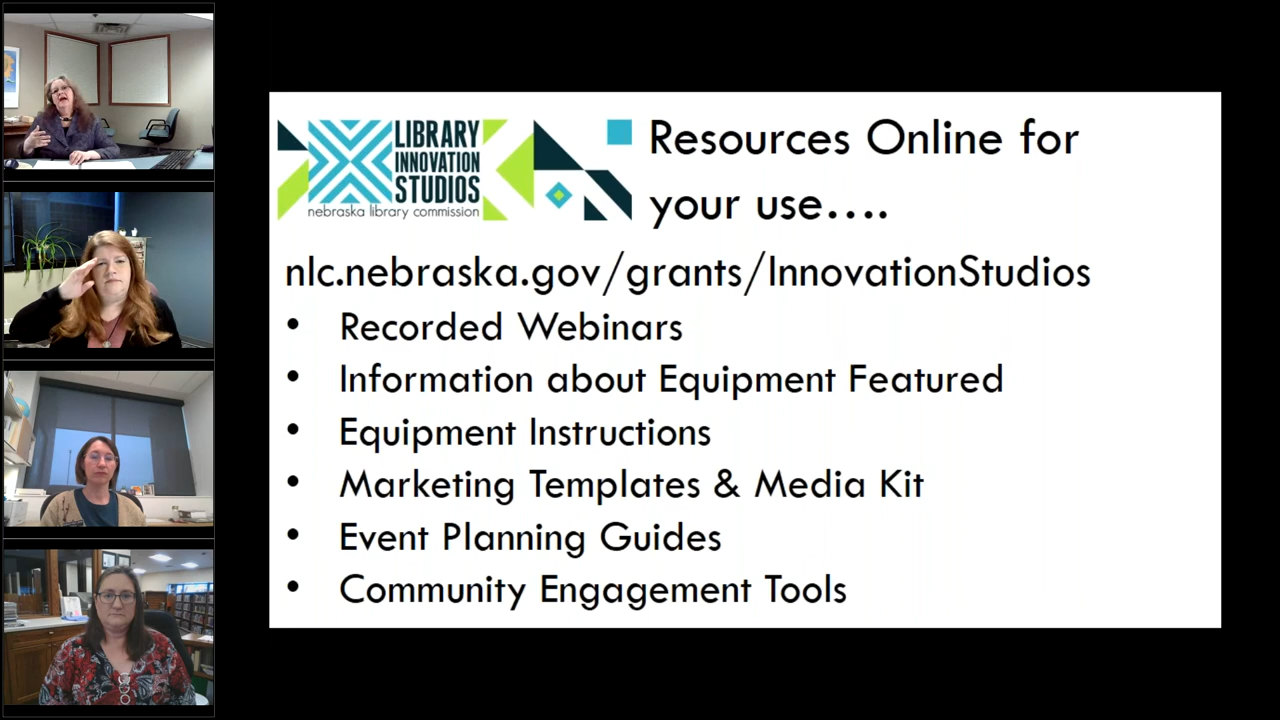 LIBRARY
INNOVATION
STUDIOS
nebraska library commission
Resources Online for
your use….
nlc.nebraska.gov/grants/InnovationStudios
• Recorded Webinars
• Information about Equipment Featured
• Equipment Instructions
• Marketing Templates & Media Kit
• Event Planning Guides
• Community Engagement Tools